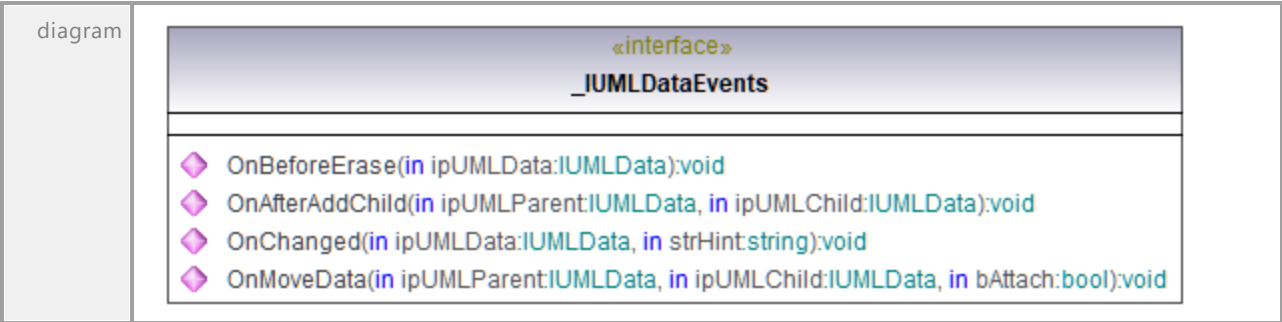 diagram
«interface»
_IUMLDataEvents
OnBeforeErase(in ipUMLData:IUMLData):void
OnAfterAddChild(in ipUMLParent:IUMLData, in ipUMLChild:IUMLData):void
OnChanged(in ipUMLData:IUMLData, in strHint:string):void
OnMoveData(in ipUMLParent:IUMLData, in ipUMLChild:IUMLData, in bAttach:bool):void